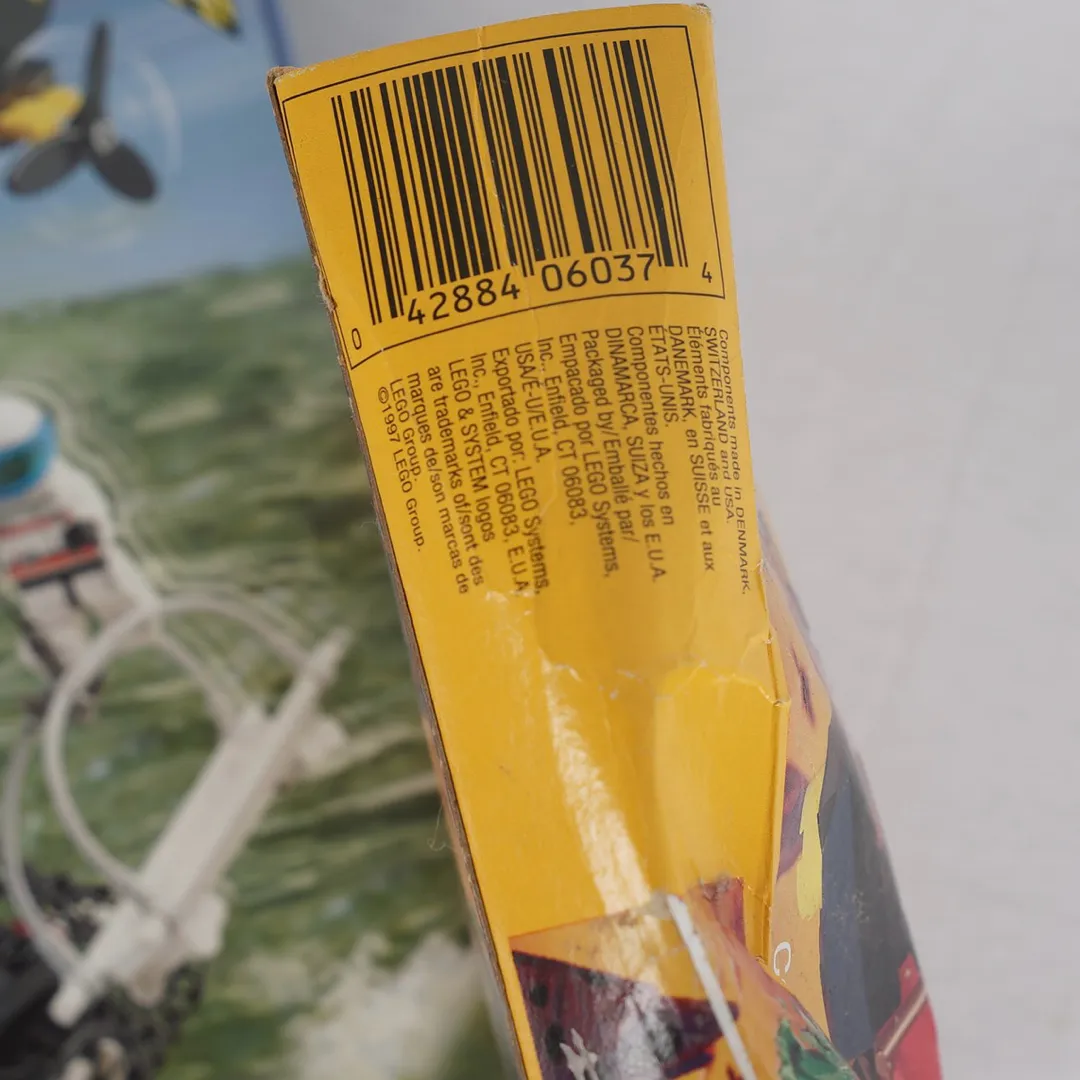 0 42884 06037 4
Components made in DENMARK,
SWITZERLAND and USA.
Éléments fabriqués au
DANEMARK, en SUISSE et aux
ÉTATS-UNIS.
Componentes hechos en
DINAMARCA, SUIZA y los E.U.A.
Packaged by/Emballé par/
Empacado por LEGO Systems,
Inc., Enfield, CT 06083,
USA/É-U/E.U.A.
Exportado por: LEGO Systems,
Inc., Enfield, CT 06083, E.U.A.
LEGO & SYSTEM logos
are trademarks of/sont des
marques de/son marcas de
LEGO Group.
©1997 LEGO Group.
C